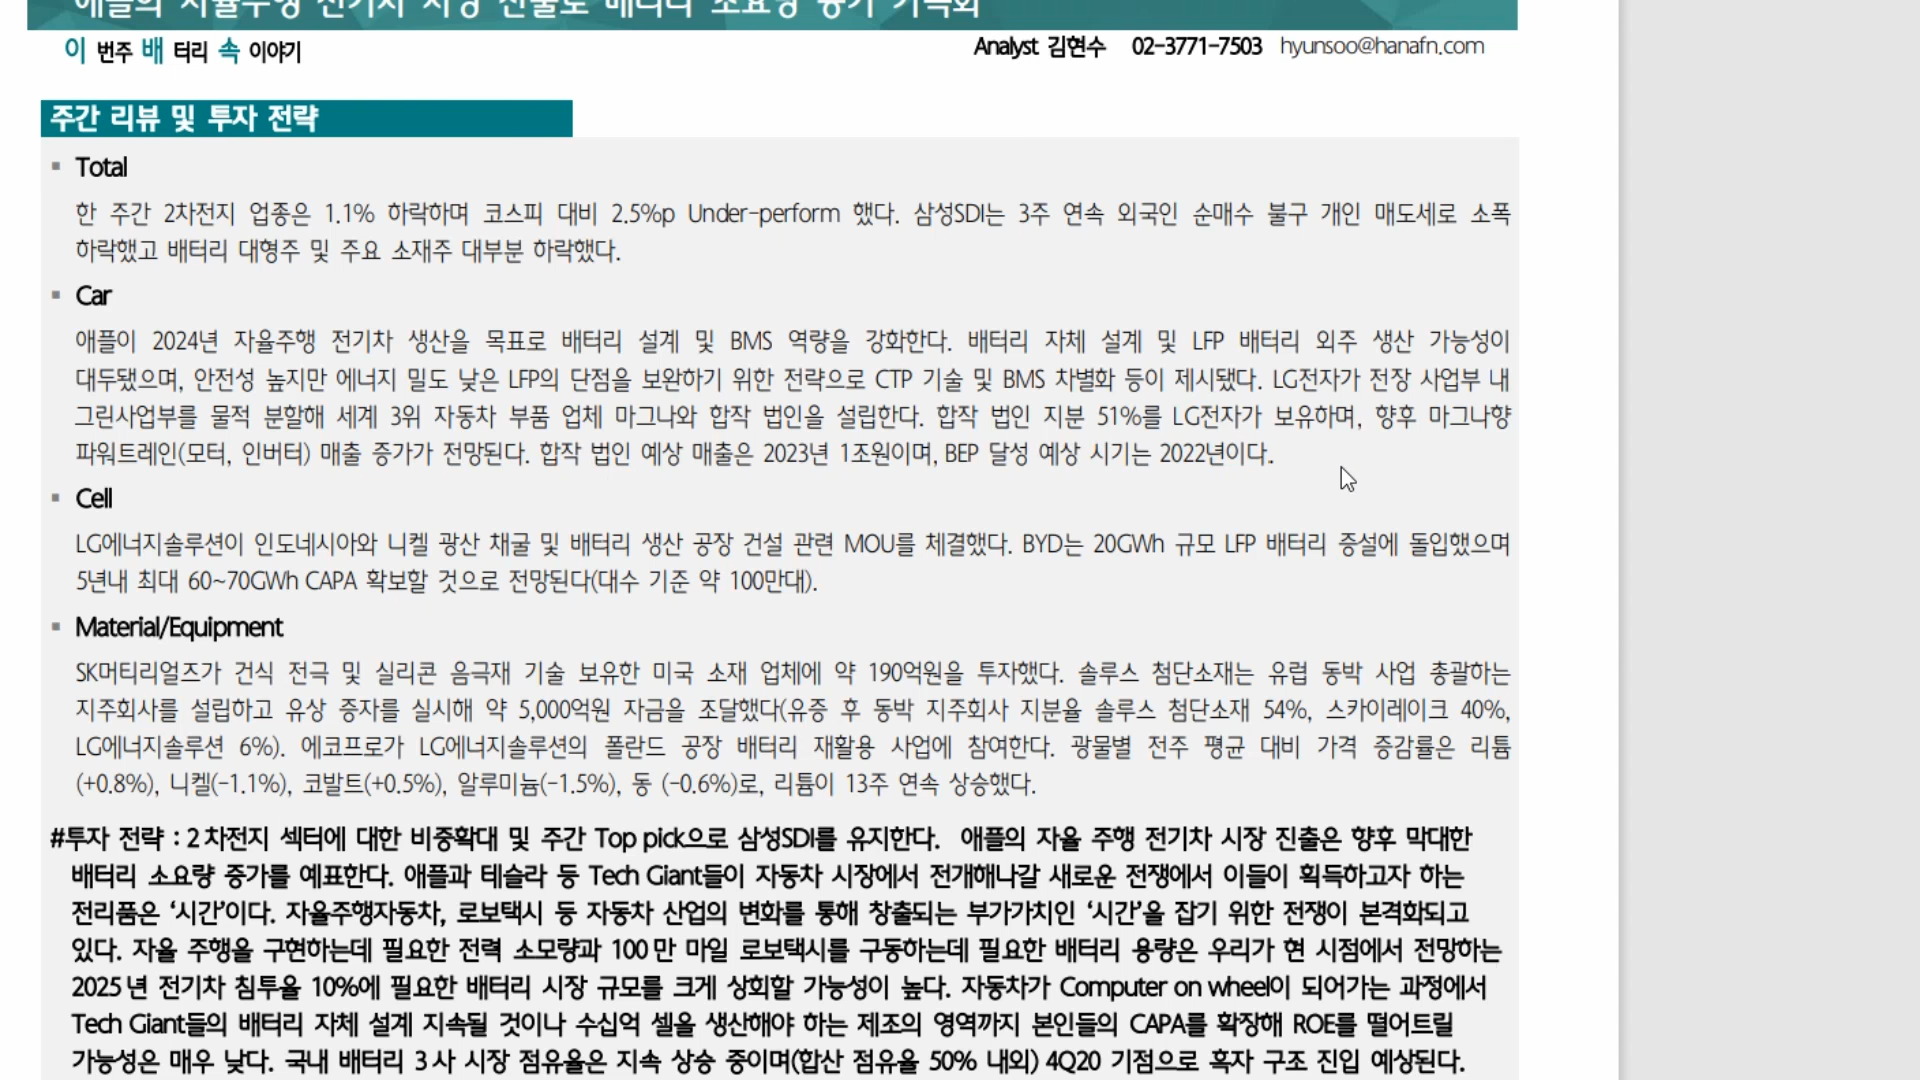 애플의 자율주행 전기차 시장 진출로 배터리 소요량 증가 가속화
이 번주 배 터리 속 이야기
Analyst 김현수 02-3771-7503 hyunsoo@hanafn.com
주간 리뷰 및 투자 전략
▪ Total
한 주간 2차전지 업종은 1.1% 하락하며 코스피 대비 2.5%p Under-perform 했다. 삼성SDI는 3주 연속 외국인 순매수 불구 개인 매도세로 소폭
하락했고 배터리 대형주 및 주요 소재주 대부분 하락했다.
▪ Car
애플이 2024년 자율주행 전기차 생산을 목표로 배터리 설계 및 BMS 역량을 강화한다. 배터리 자체 설계 및 LFP 배터리 외주 생산 가능성이
대두됐으며, 안전성 높지만 에너지 밀도 낮은 LFP의 단점을 보완하기 위한 전략으로 CTP 기술 및 BMS 차별화 등이 제시됐다. LG전자가 전장 사업부 내
그린사업부를 물적 분할해 세계 3위 자동차 부품 업체 마그나와 합작 법인을 설립한다. 합작 법인 지분 51%를 LG전자가 보유하며, 향후 마그나향
파워트레인(모터, 인버터) 매출 증가가 전망된다. 합작 법인 예상 매출은 2023년 1조원이며, BEP 달성 예상 시기는 2022년이다.
▪ Cell
LG에너지솔루션이 인도네시아와 니켈 광산 채굴 및 배터리 생산 공장 건설 관련 MOU를 체결했다. BYD는 20GWh 규모 LFP 배터리 증설에 돌입했으며
5년내 최대 60~70GWh CAPA 확보할 것으로 전망된다(대수 기준 약 100만대).
▪ Material/Equipment
SK머티리얼즈가 건식 전극 및 실리콘 음극재 기술 보유한 미국 소재 업체에 약 190억원을 투자했다. 솔루스 첨단소재는 유럽 동박 사업 총괄하는
지주회사를 설립하고 유상 증자를 실시해 약 5,000억원 자금을 조달했다(유증 후 동박 지주회사 지분율 솔루스 첨단소재 54%, 스카이레이크 40%,
LG에너지솔루션 6%). 에코프로가 LG에너지솔루션의 폴란드 공장 배터리 재활용 사업에 참여한다. 광물별 전주 평균 대비 가격 증감률은 리튬
(+0.8%), 니켈(-1.1%), 코발트(+0.5%), 알루미늄(-1.5%), 동 (-0.6%)로, 리튬이 13주 연속 상승했다.
#투자 전략 : 2차전지 섹터에 대한 비중확대 및 주간 Top pick으로 삼성SDI를 유지한다. 애플의 자율 주행 전기차 시장 진출은 향후 막대한
배터리 소요량 증가를 예표한다. 애플과 테슬라 등 Tech Giant들이 자동차 시장에서 전개해나갈 새로운 전쟁에서 이들이 획득하고자 하는
전리품은 ‘시간’이다. 자율주행자동차, 로보택시 등 자동차 산업의 변화를 통해 창출되는 부가가치인 ‘시간’을 잡기 위한 전쟁이 본격화되고
있다. 자율 주행을 구현하는데 필요한 전력 소모량과 100만 마일 로보택시를 구동하는데 필요한 배터리 용량은 우리가 현 시점에서 전망하는
2025년 전기차 침투율 10%에 필요한 배터리 시장 규모를 크게 상회할 가능성이 높다. 자동차가 Computer on wheel이 되어가는 과정에서
Tech Giant들의 배터리 자체 설계 지속될 것이나 수십억 셀을 생산해야 하는 제조의 영역까지 본인들의 CAPA를 확장해 ROE를 떨어트릴
가능성은 매우 낮다. 국내 배터리 3사 시장 점유율은 지속 상승 중이며(합산 점유율 50% 내외) 4Q20 기점으로 흑자 구조 진입 예상된다.